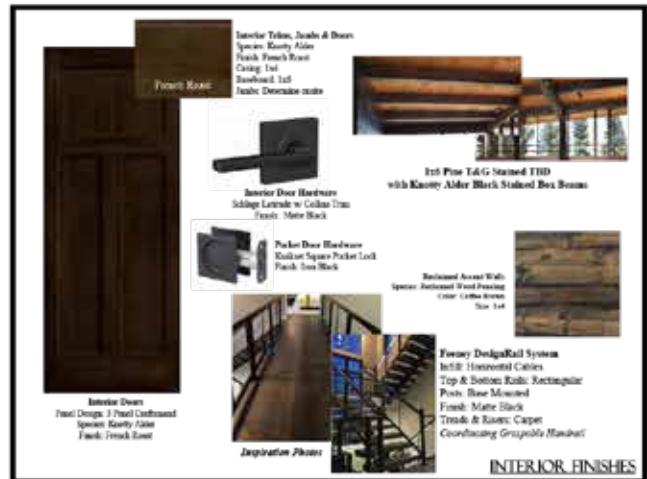 French Roast
Interior Trims, Jambs & Doors
Species: Knotty Alder
Finish: French Roast
Casing: 1x4
Baseboard: 1x6
Jambs: Determine onsite
Interior Door Hardware
Schlage Latitude w/ Collins Trim
Finish: Matte Black
Pocket Door Hardware
Kwikset Square Pocket Lock
Finish: Iron Black
1x6 Pine T&G Stained TBD
with Knotty Alder Black Stained Box Beams
Reclaimed Accent Walls
Species: Reclaimed Wood Paneling
Color: Coffee Brown
Size:
Feeney DesignRail System
Infill: Horizontal Cables
Top & Bottom Rails: Rectangular
Posts: Base Mounted
Finish: Matte Black
Treads & Risers: Carpet
Coordinating Graspable Handrail
Interior Doors
Panel Design: 3 Panel Craftsman
Species: Knotty Alder
Finish: French Roast
Inspiration Photos
INTERIOR FINISHES